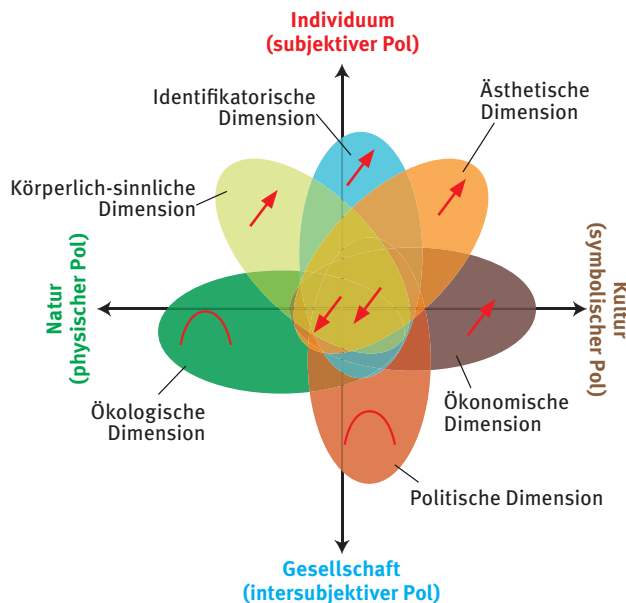 Individuum
(subjektiver Pol)
Identifikatorische
Dimension
Ästhetische
Dimension
Körperlich-sinnliche
Dimension
Natur
(physischer Pol)
Kultur
(symbolischer Pol)
Ökologische
Dimension
Ökonomische
Dimension
Politische Dimension
Gesellschaft
(intersubjektiver Pol)